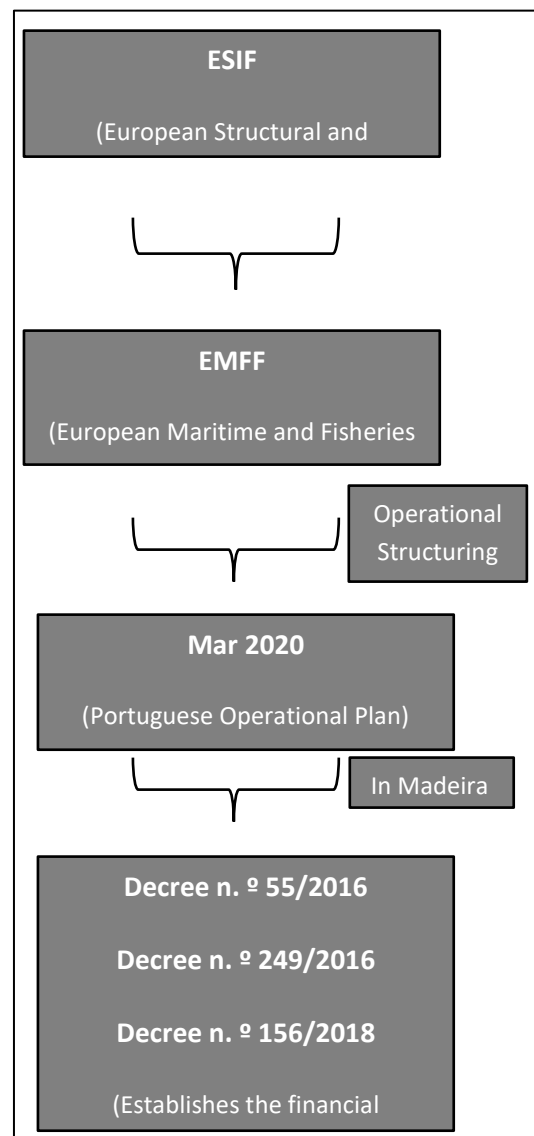 ESIF
(European Structural and
EMFF
(European Maritime and Fisheries
Operational
Structuring
Mar 2020
(Portuguese Operational Plan)
In Madeira
Decree n. º 55/2016
Decree n. º 249/2016
Decree n. º 156/2018
(Establishes the financial